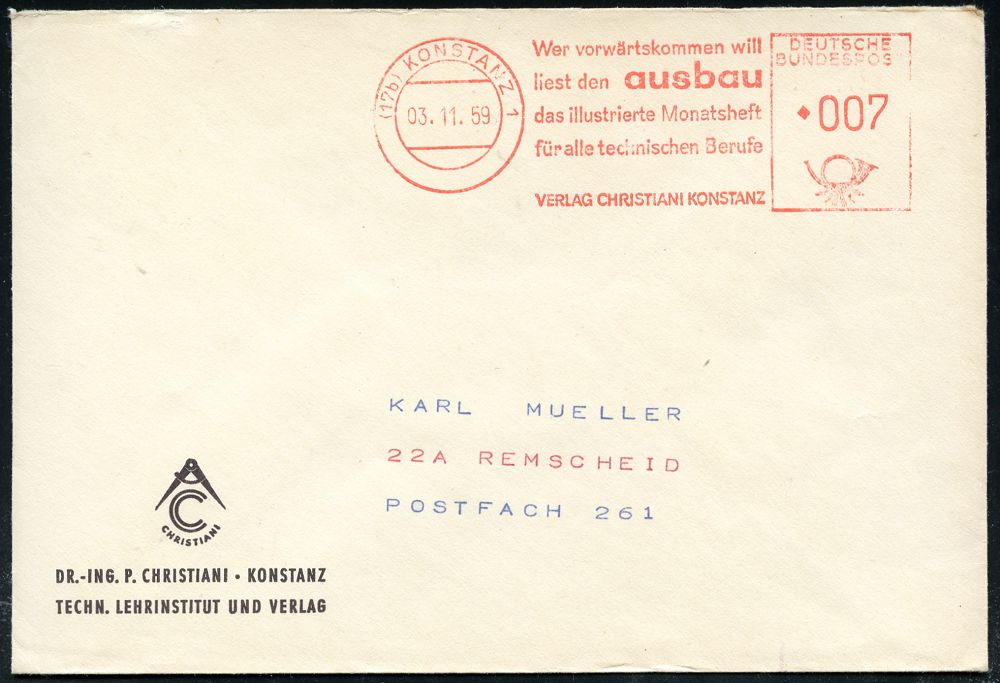 (17b) KONSTANZ 1
03.11.59
Wer vorwärtskommen will
liest den ausbau
das illustrierte Monatsheft
für alle technischen Berufe
VERLAG CHRISTIANI KONSTANZ
DEUTSCHE
BUNDESPOST
007
KARL MUELLER
22A REMSCHEID
POSTFACH 261
C
CHRISTIANI
DR.-ING. P. CHRISTIANI • KONSTANZ
TECHN. LEHRINSTITUT UND VERLAG